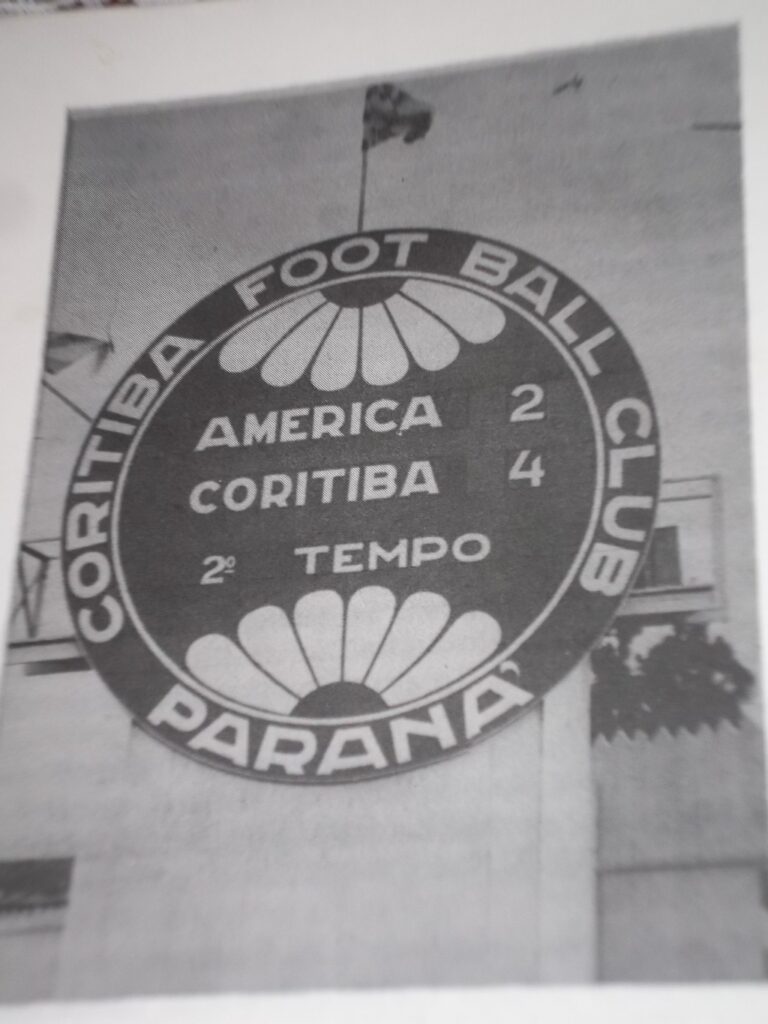 CORITIBA FOOT BALL CLUB
AMERICA 2
CORITIBA 4
2º TEMPO
PARANÁ